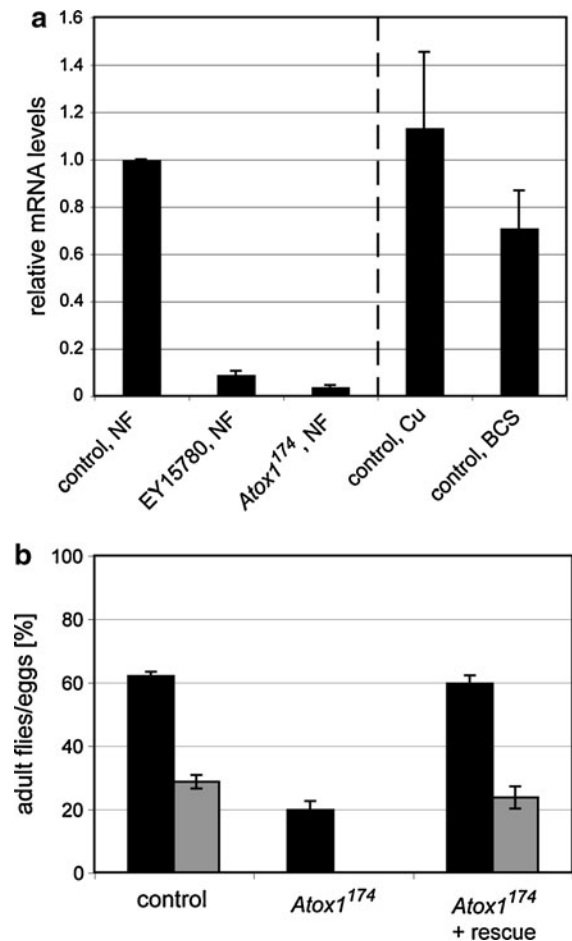 a
relative mRNA levels
1.6
1.4
1.2
1.0
0.8
0.6
0.4
0.2
0
control, NF
EY15780, NF
Atox1174, NF
control, Cu
control, BCS
b
adult flies/eggs [%]
100
80
60
40
20
0
control
Atox1174
Atox1174
+ rescue